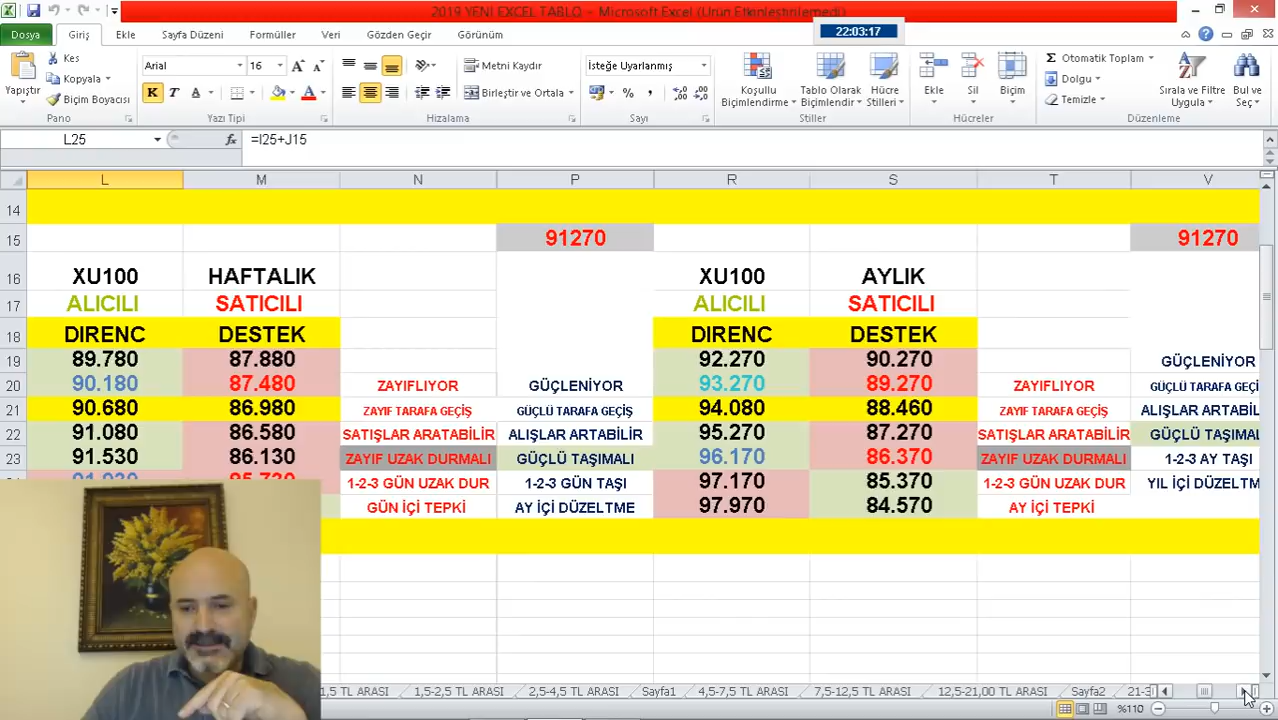 2019 YENİ EXCEL TABLO - Microsoft Excel (Ürün Etkinleştirilemedi)
22:03:17
Dosya Giriş Ekle Sayfa Düzeni Formüller Veri Gözden Geçir Görünüm
Kes
Kopyala
Biçim Boyacısı
Yapıştır
Pano
Arial 16
K T A
Yazı Tipi
Metni Kaydır
Birleştir ve Ortala
Hizalama
İsteğe Uyarlanmış
% ,
Sayı
Koşullu Biçimlendirme
Tablo Olarak Biçimlendir
Hücre Stilleri
Stiller
Ekle Sil Biçim
Hücreler
Σ Otomatik Toplam
Dolgu
Temizle
Sırala ve Filtre Uygula
Bul ve Seç
Düzenleme
L25 fx =I25+J15
L M N P R S T V
14
15 91270 91270
16 XU100 HAFTALIK XU100 AYLIK
17 ALICILI SATICILI ALICILI SATICILI
18 DIRENC DESTEK DIRENC DESTEK
19 89.780 87.880 92.270 90.270 GÜÇLENİYOR
20 90.180 87.480 ZAYIFLIYOR GÜÇLENİYOR 93.270 89.270 ZAYIFLIYOR GÜÇLÜ TARAFA GEÇİ
21 90.680 86.980 ZAYIF TARAFA GEÇİŞ GÜÇLÜ TARAFA GEÇİŞ 94.080 88.460 ZAYIF TARAFA GEÇİŞ ALIŞLAR ARTABİL
22 91.080 86.580 SATIŞLAR ARATABİLİR ALIŞLAR ARTABİLİR 95.270 87.270 SATIŞLAR ARATABİLİR GÜÇLÜ TAŞIMAL
23 91.530 86.130 ZAYIF UZAK DURMALI GÜÇLÜ TAŞIMALI 96.170 86.370 ZAYIF UZAK DURMALI 1-2-3 AY TAŞI
1-2-3 GÜN UZAK DUR 1-2-3 GÜN TAŞI 97.170 85.370 1-2-3 GÜN UZAK DUR YIL İÇİ DÜZELTM
GÜN İÇİ TEPKİ AY İÇİ DÜZELTME 97.970 84.570 AY İÇİ TEPKİ
1,5 TL ARASI 1,5-2,5 TL ARASI 2,5-4,5 TL ARASI Sayfa1 4,5-7,5 TL ARASI 7,5-12,5 TL ARASI 12,5-21,00 TL ARASI Sayfa2 21-3
%110